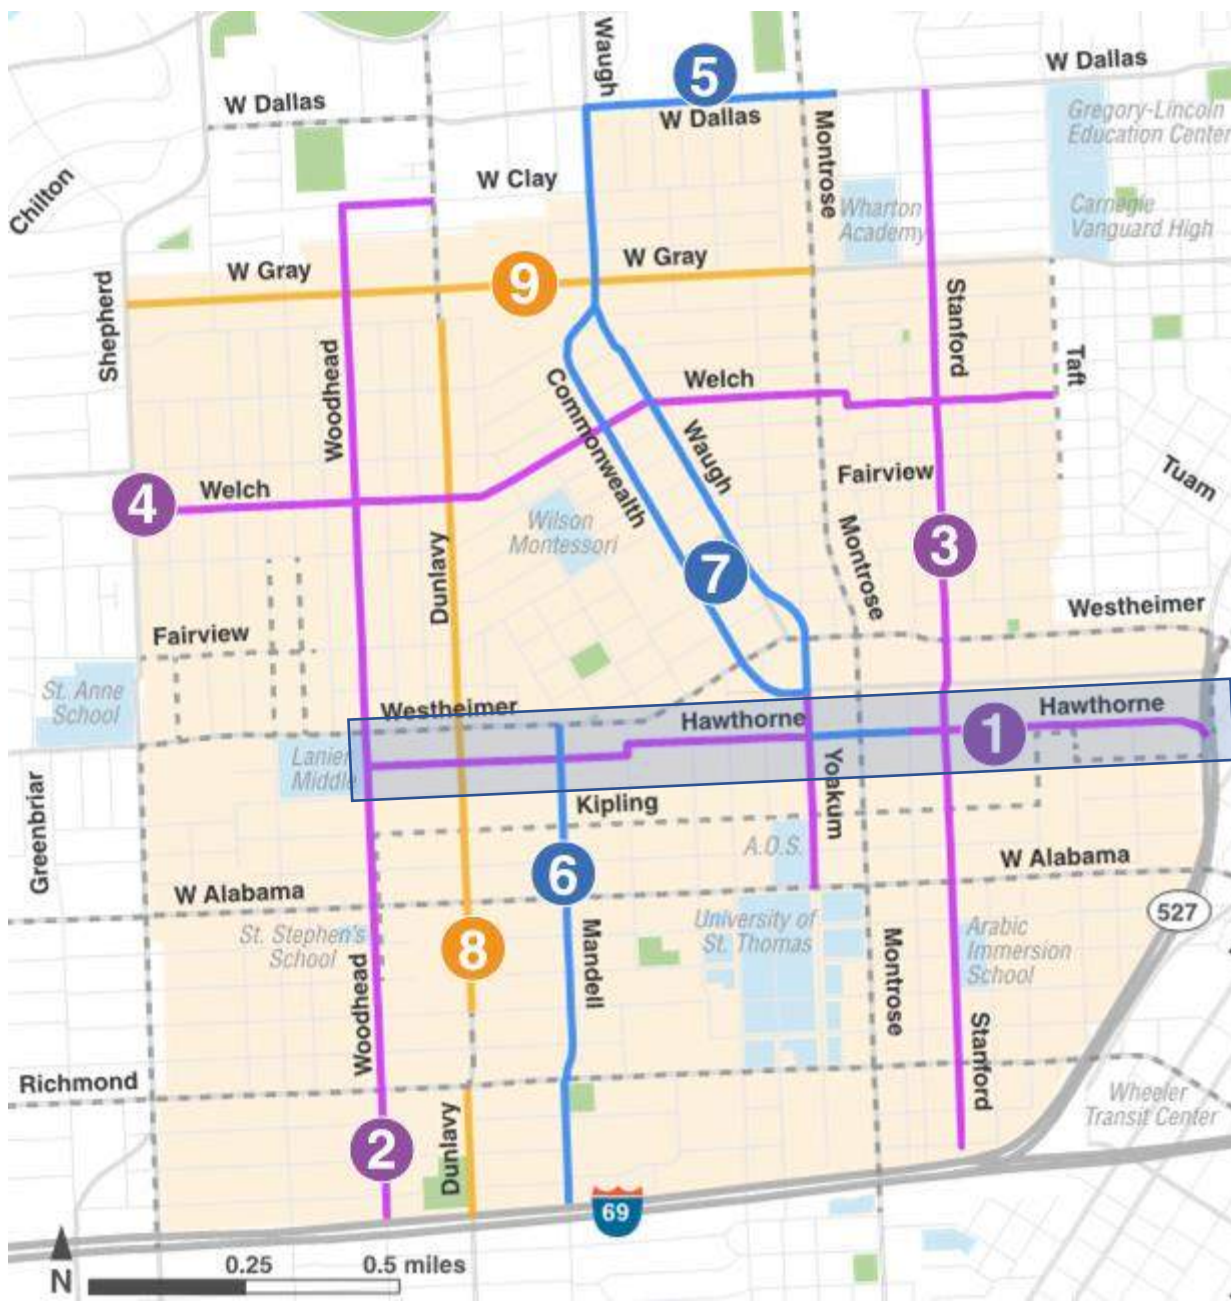 Waugh
5
W Dallas
W Dallas
W Dallas
Montrose
Gregory-Lincoln
Education Center
Chilton
W Clay
Wharton
Academy
Carnegie
Vanguard High
W Gray
W Gray
9
Shepherd
Woodhead
Stanford
Taft
Welch
Commonwealth
Waugh
Fairview
Tuam
4
Welch
Wilson
Montessori
Dunlavy
7
Montrose
3
Fairview
Westheimer
St. Anne
School
Westheimer
Hawthorne
Hawthorne
1
Lanier
Middle
Yoakum
Greenbriar
Kipling
A.O.S.
W Alabama
W Alabama
6
527
St. Stephen's
School
8
Mandell
University of
St. Thomas
Montrose
Arabic
Immersion
School
Woodhead
Stanford
Richmond
Dunlavy
2
Wheeler
Transit Center
69
N
0.25
0.5 miles